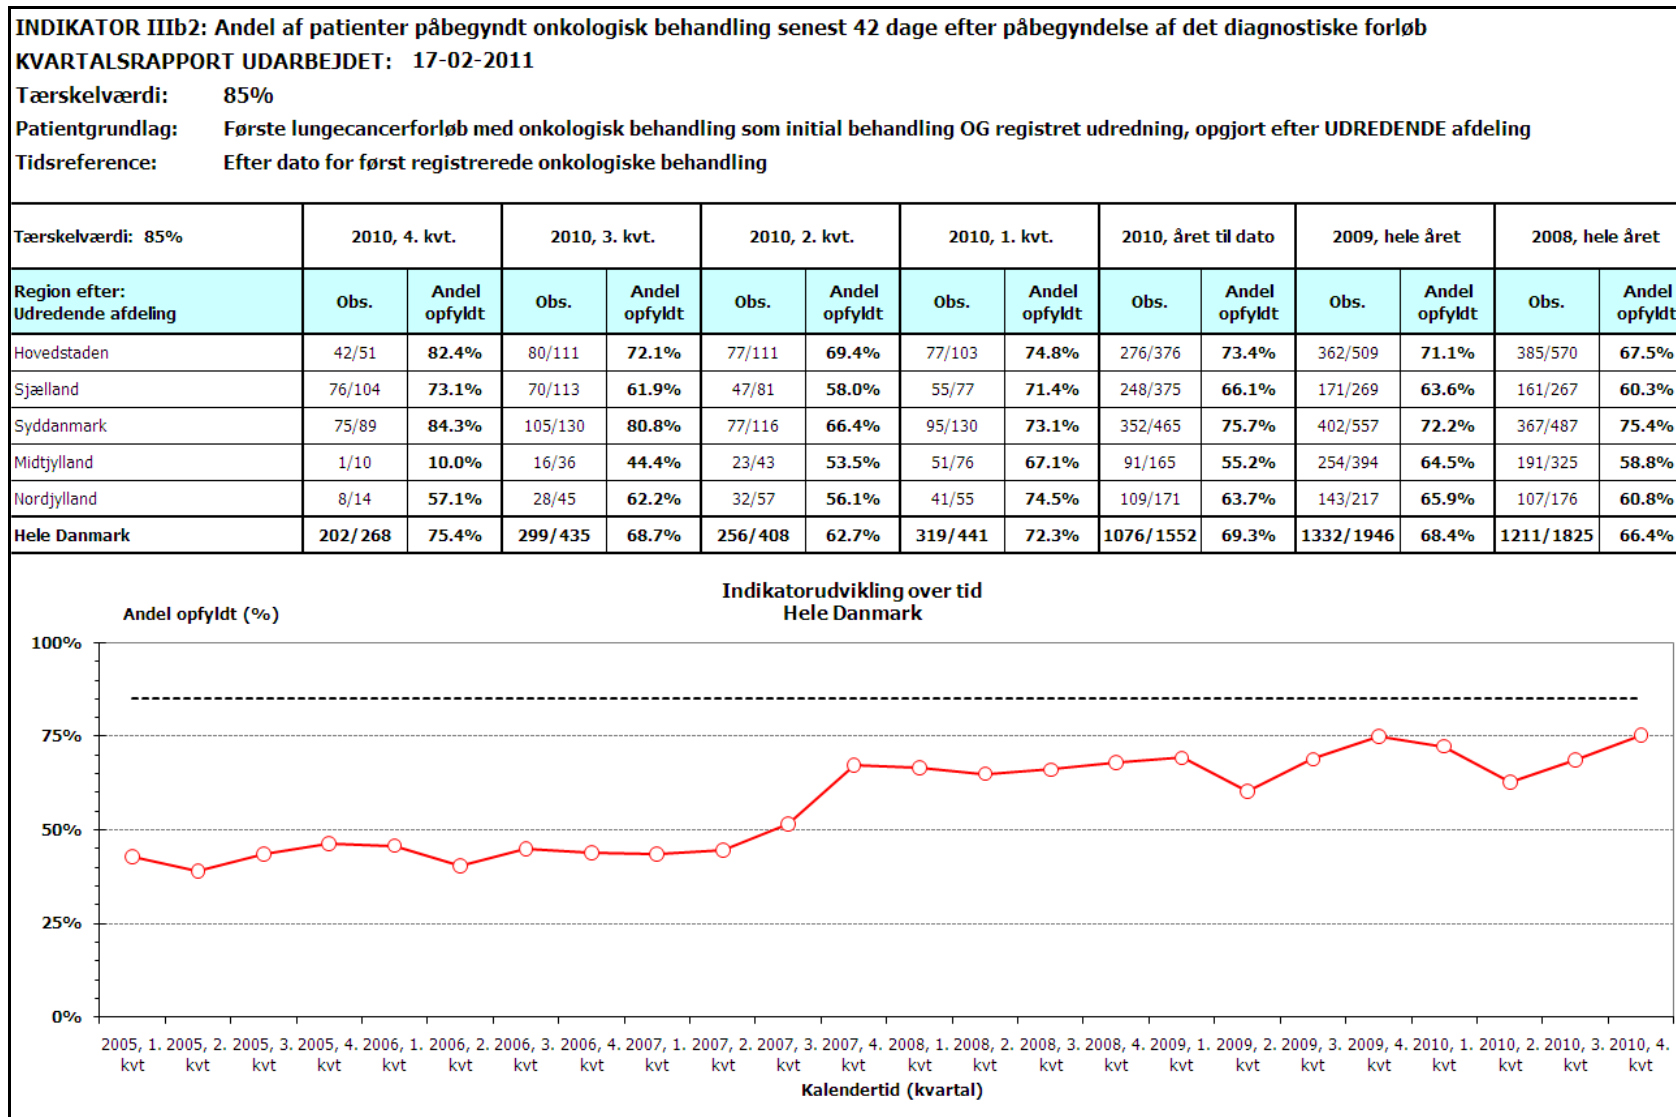 INDIKATOR IIIb2: Andel af patienter påbegyndt onkologisk behandling senest 42 dage efter påbegyndelse af det diagnostiske forløb
KVARTALSRAPPORT UDARBEJDET: 17-02-2011
Tærskelværdi: 85%
Patientgrundlag: Første lungecancerforløb med onkologisk behandling som initial behandling OG registret udredning, opgjort efter UDREDENDE afdeling
Tidsreference: Efter dato for først registrerede onkologiske behandling
Tærskelværdi: 85% 2010, 4. kvt. 2010, 3. kvt. 2010, 2. kvt. 2010, 1. kvt. 2010, året til dato 2009, hele året 2008, hele året
Region efter: Andel Andel Andel Andel Andel Andel Andel
Udredende afdeling Obs. opfyldt Obs. opfyldt Obs. opfyldt Obs. opfyldt Obs. opfyldt Obs. opfyldt Obs. opfyldt
Hovedstaden 42/51 82.4% 80/111 72.1% 77/111 69.4% 77/103 74.8% 276/376 73.4% 362/509 71.1% 385/570 67.5%
Sjælland 76/104 73.1% 70/113 61.9% 47/81 58.0% 55/77 71.4% 248/375 66.1% 171/269 63.6% 161/267 60.3%
Syddanmark 75/89 84.3% 105/130 80.8% 77/116 66.4% 95/130 73.1% 352/465 75.7% 402/557 72.2% 367/487 75.4%
Midtjylland 1/10 10.0% 16/36 44.4% 23/43 53.5% 51/76 67.1% 91/165 55.2% 254/394 64.5% 191/325 58.8%
Nordjylland 8/14 57.1% 28/45 62.2% 32/57 56.1% 41/55 74.5% 109/171 63.7% 143/217 65.9% 107/176 60.8%
Hele Danmark 202/268 75.4% 299/435 68.7% 256/408 62.7% 319/441 72.3% 1076/1552 69.3% 1332/1946 68.4% 1211/1825 66.4%
Indikatorudvikling over tid
Hele Danmark
Andel opfyldt (%)
100%
75%
50%
25%
0%
2005, 1. 2005, 2. 2005, 3. 2005, 4. 2006, 1. 2006, 2. 2006, 3. 2006, 4. 2007, 1. 2007, 2. 2007, 3. 2007, 4. 2008, 1. 2008, 2. 2008, 3. 2008, 4. 2009, 1. 2009, 2. 2009, 3. 2009, 4. 2010, 1. 2010, 2. 2010, 3. 2010, 4.
kvt kvt kvt kvt kvt kvt kvt kvt kvt kvt kvt kvt kvt kvt kvt kvt kvt kvt kvt kvt kvt kvt kvt kvt
Kalendertid (kvartal)